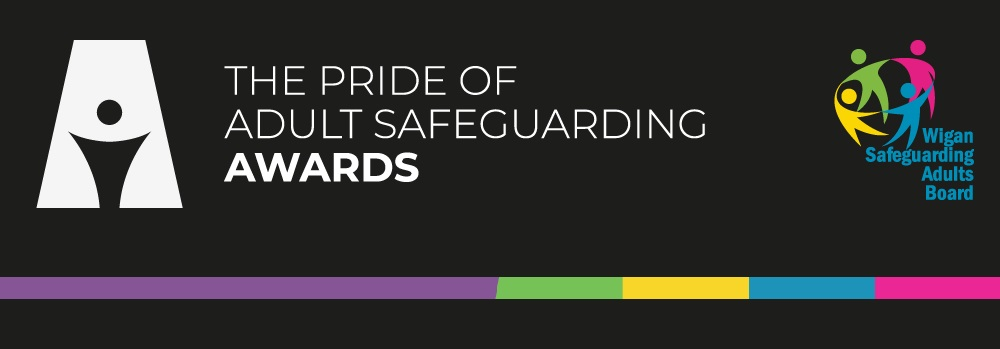 THE PRIDE OF
ADULT SAFEGUARDING
AWARDS
Wigan
Safeguarding
Adults
Board